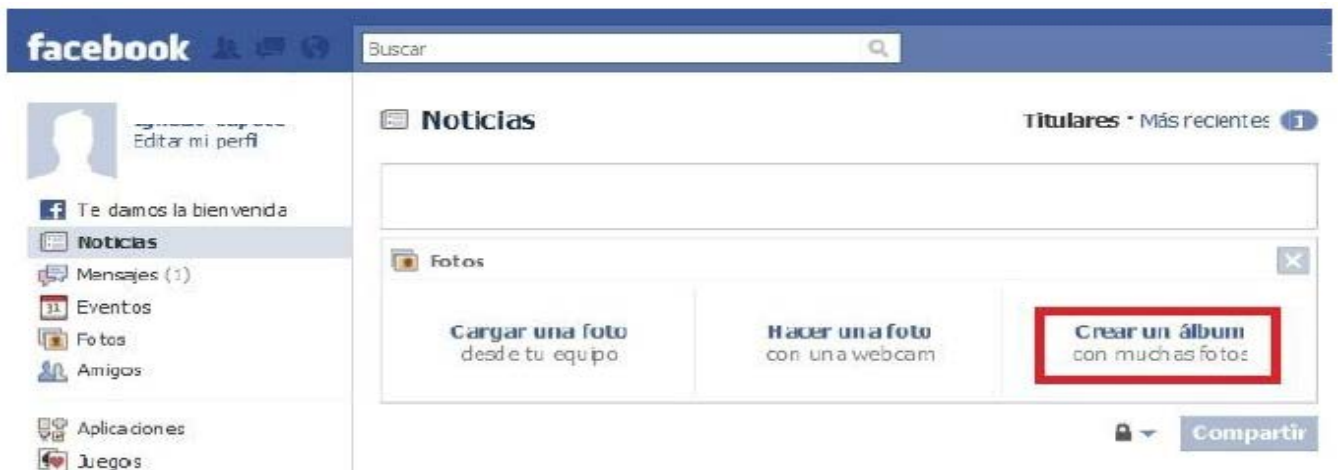 facebook
Buscar
Editar mi perfil
Te damos la bienvenida
Noticias
Mensajes (1)
Eventos
31
Fotos
Amigos
Aplicaciones
Juegos
Noticias
Titulares · Más recientes 1
Fotos
Cargar una foto
desde tu equipo
Hacer una foto
con una webcam
Crear un álbum
con muchas fotos
Compartir